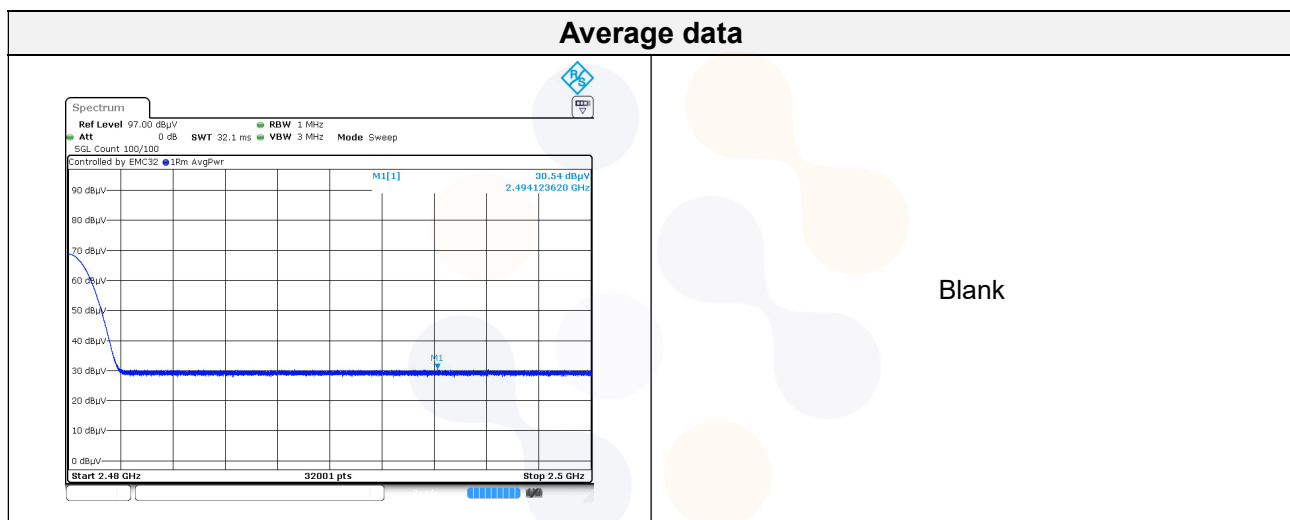 Average data
R&S
Spectrum
Ref Level 97.00 dBµV RBW 1 MHz
Att 0 dB SWT 32.1 ms VBW 3 MHz Mode Sweep
SGL Count 100/100
Controlled by EMC32 1Rm AvgPwr
M1[1] 30.54 dBµV
2.494123620 GHz
90 dBµV
80 dBµV
70 dBµV
60 dBµV
50 dBµV
40 dBµV
M1
30 dBµV
20 dBµV
10 dBµV
0 dBµV
Start 2.48 GHz 32001 pts Stop 2.5 GHz
Blank